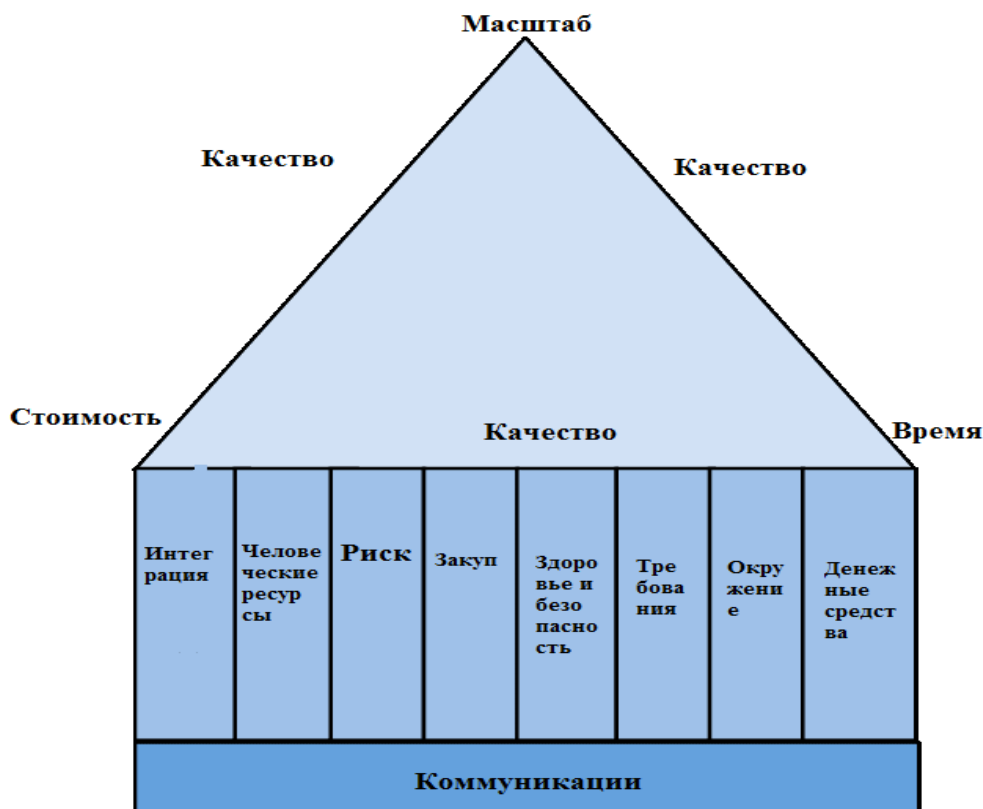 Масштаб
Качество
Качество
Стоимость
Качество
Время
Интег
рация
Челове
ческие
ресур
сы
Риск
Закуп
Здоро
вье и
безо
пасно
сть
Тре
бова
ния
Окру
жени
е
Денеж
ные
средст
ва
Коммуникации